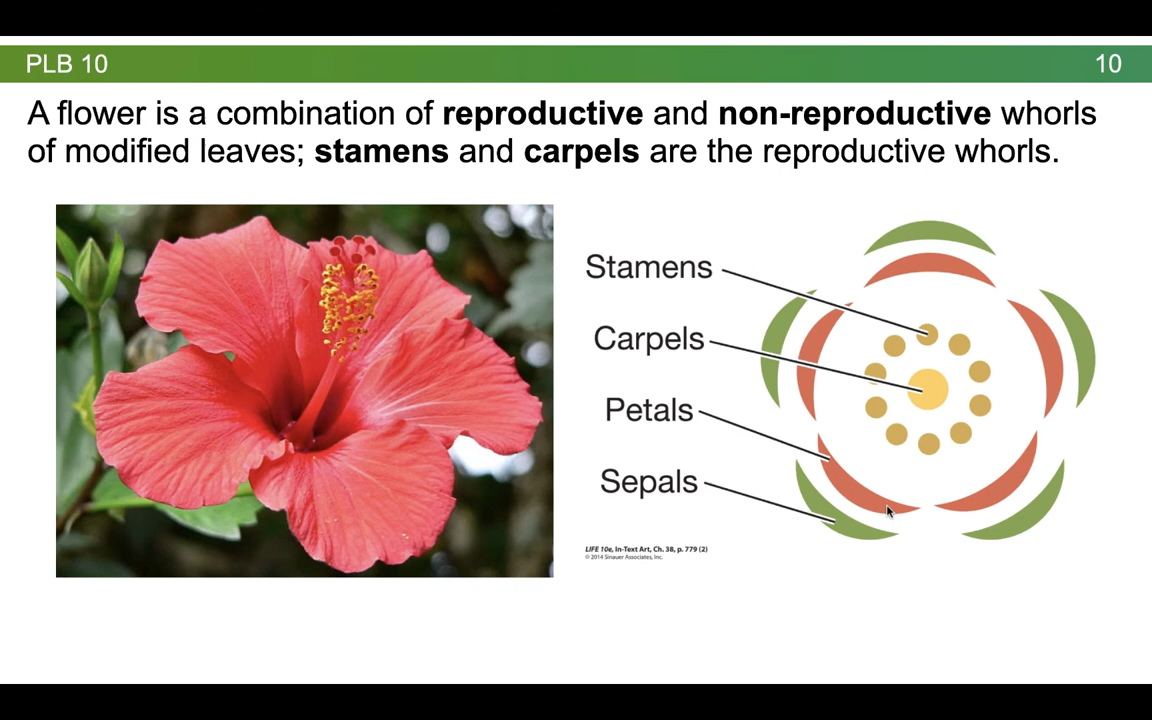 PLB 10
10
A flower is a combination of reproductive and non-reproductive whorls
of modified leaves; stamens and carpels are the reproductive whorls.
Stamens
Carpels
Petals
Sepals
LIFE 10e, In-Text Art, Ch. 38, p. 779 (2)
© 2014 Sinauer Associates, Inc.